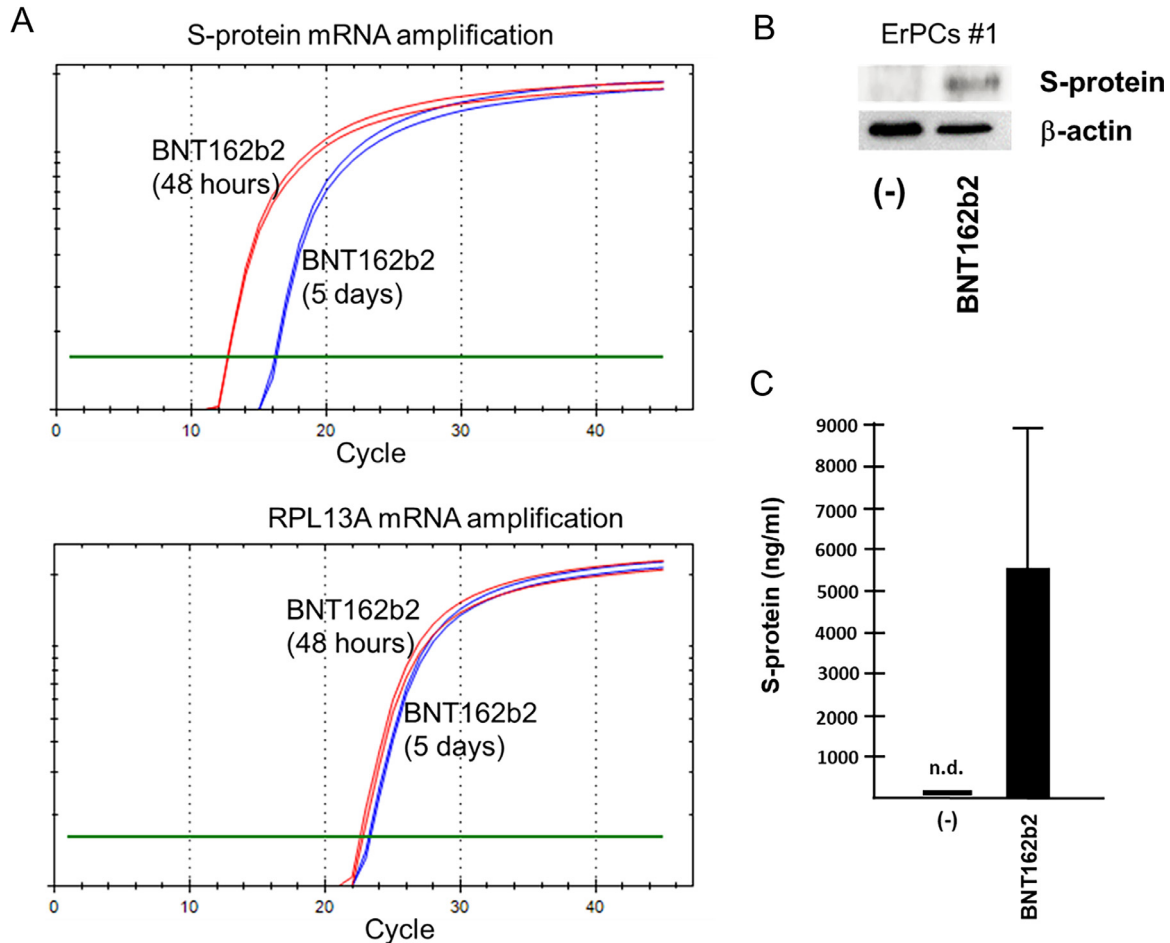 A
S-protein mRNA amplification
BNT162b2
(48 hours)
BNT162b2
(5 days)
0
10
20
30
40
Cycle
RPL13A mRNA amplification
BNT162b2
(48 hours)
BNT162b2
(5 days)
0
10
20
30
40
Cycle
B
ErPCs #1
S-protein
β-actin
(-)
BNT162b2
C
S-protein (ng/ml)
9000
8000
7000
6000
5000
4000
3000
2000
1000
n.d.
(-)
BNT162b2